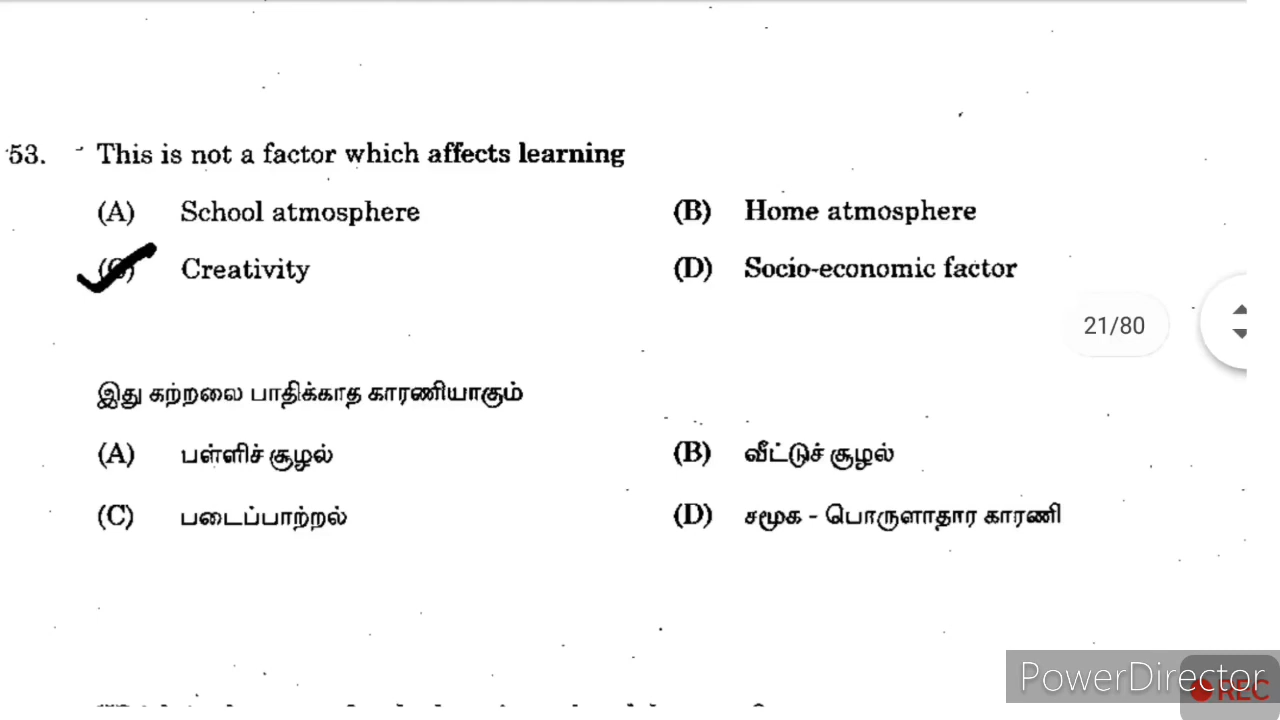 53. This is not a factor which affects learning
(A) School atmosphere (B) Home atmosphere
(C) Creativity (D) Socio-economic factor
21/80
இது கற்றலை பாதிக்காத காரணியாகும்
(A) பள்ளிச் சூழல் (B) வீட்டுச் சூழல்
(C) படைப்பாற்றல் (D) சமூக - பொருளாதார காரணி
PowerDirector
REC